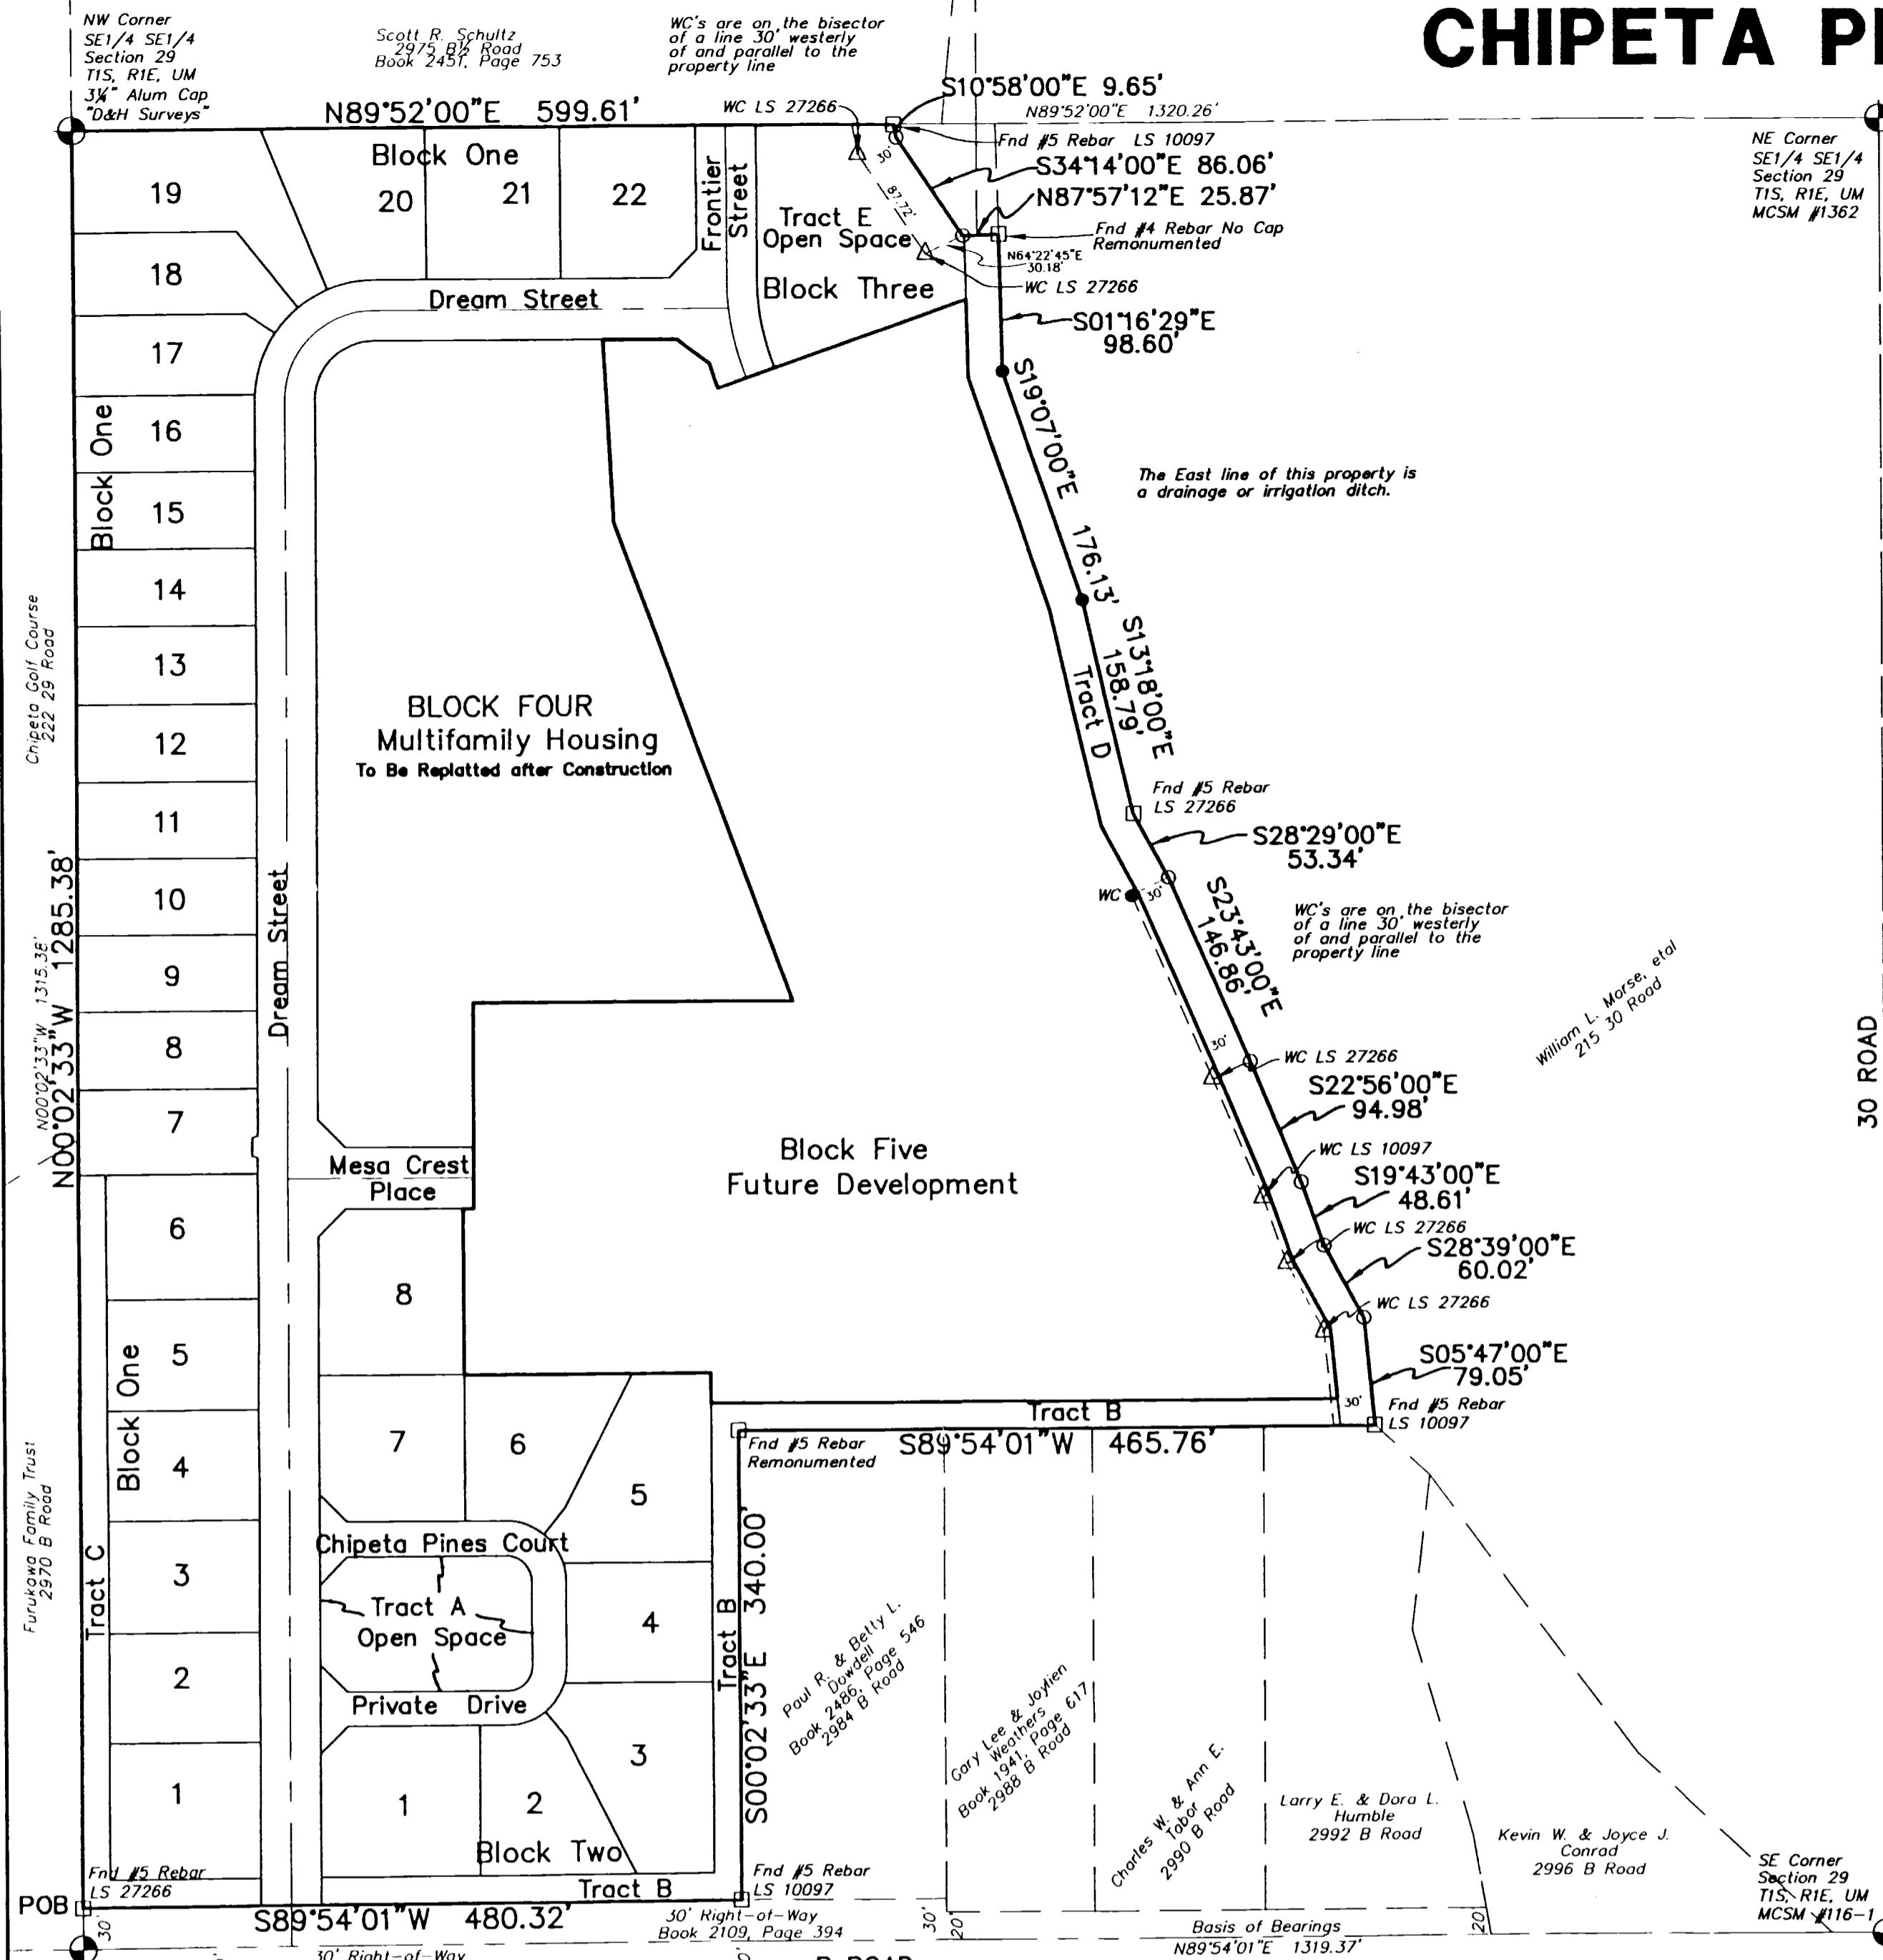 CHIPETA
NW Corner
SE1/4 SE1/4
Section 29
T1S, R1E, UM
3¼" Alum Cap
"D&H Surveys"
Scott R. Schultz
2975 B½ Road
Book 2451, Page 753
WC's are on the bisector
of a line 30' westerly
of and parallel to the
property line
S10°58'00"E 9.65'
N89°52'00"E 599.61'
WC LS 27266
N89°52'00"E 1320.26'
Fnd #5 Rebar LS 10097
NE Corner
SE1/4 SE1/4
Section 29
T1S, R1E, UM
MCSM #1362
S34°14'00"E 86.06'
N87°57'12"E 25.87'
Fnd #4 Rebar No Cap
Remonumented
N64°22'45"E
30.18'
WC LS 27266
30'
87.72'
S01°16'29"E
98.60'
Block One
19
20
21
22
Frontier
Street
Tract E
Open Space
Block Three
18
Dream Street
17
16
Block One
15
14
13
12
11
10
9
8
7
S19°07'00"E 176.13'
The East line of this property is
a drainage or irrigation ditch.
S13°18'00"E
158.79'
Tract D
Chipeta Golf Course
222 29 Road
BLOCK FOUR
Multifamily Housing
To Be Replatted after Construction
Fnd #5 Rebar
LS 27266
S28°29'00"E
53.34'
WC
30'
S23°43'00"E
146.86'
WC's are on the bisector
of a line 30' westerly
of and parallel to the
property line
William L. Morse, etal
215 30 Road
30 ROAD
N00°02'33"W 1315.38'
N00°02'33"W 1285.38'
Dream Street
30'
WC LS 27266
S22°56'00"E
94.98'
Mesa Crest
Place
Block Five
Future Development
WC LS 10097
S19°43'00"E
48.61'
WC LS 27266
S28°39'00"E
60.02'
WC LS 27266
S05°47'00"E
79.05'
30'
Fnd #5 Rebar
LS 10097
6
5
Block One
4
3
2
1
8
7
6
5
Tract B
Fnd #5 Rebar
Remonumented
S89°54'01"W 465.76'
Furukawa Family Trust
2970 B Road
Tract C
Chipeta Pines Court
Tract A
Open Space
Private Drive
4
3
1
2
Block Two
Tract B
S00°02'33"E 340.00'
Paul R. & Betty L.
Dowdell
Book 2486, Page 546
2984 B Road
Gary Lee & Joylien
Weathers
Book 1941, Page 617
2988 B Road
Charles W. & Ann E.
Tabor
2990 B Road
Larry E. & Dora L.
Humble
2992 B Road
Kevin W. & Joyce J.
Conrad
2996 B Road
SE Corner
Section 29
T1S, R1E, UM
MCSM #116-1
Fnd #5 Rebar
LS 27266
Tract B
Fnd #5 Rebar
LS 10097
POB
30'
S89°54'01"W 480.32'
30' Right-of-Way
Book 2109, Page 394
30'
20'
20'
Basis of Bearings
N89°54'01"E 1319.37'
30' Right-of-Way
B ROAD